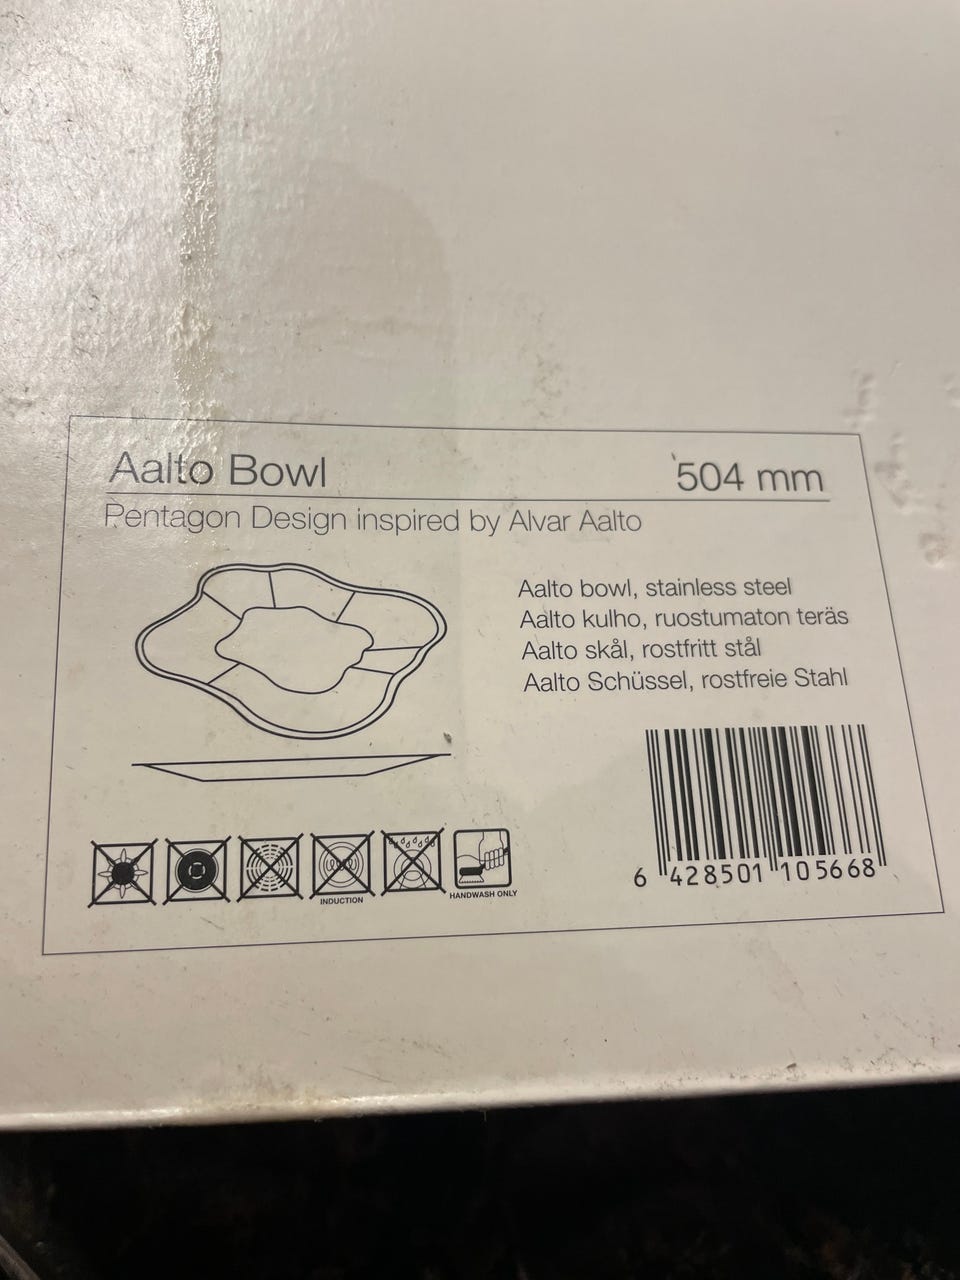 Aalto Bowl 504 mm
Pentagon Design inspired by Alvar Aalto
Aalto bowl, stainless steel
Aalto kulho, ruostumaton teräs
Aalto skål, rostfritt stål
Aalto Schüssel, rostfreie Stahl
INDUCTION
HANDWASH ONLY
6 428501 105668